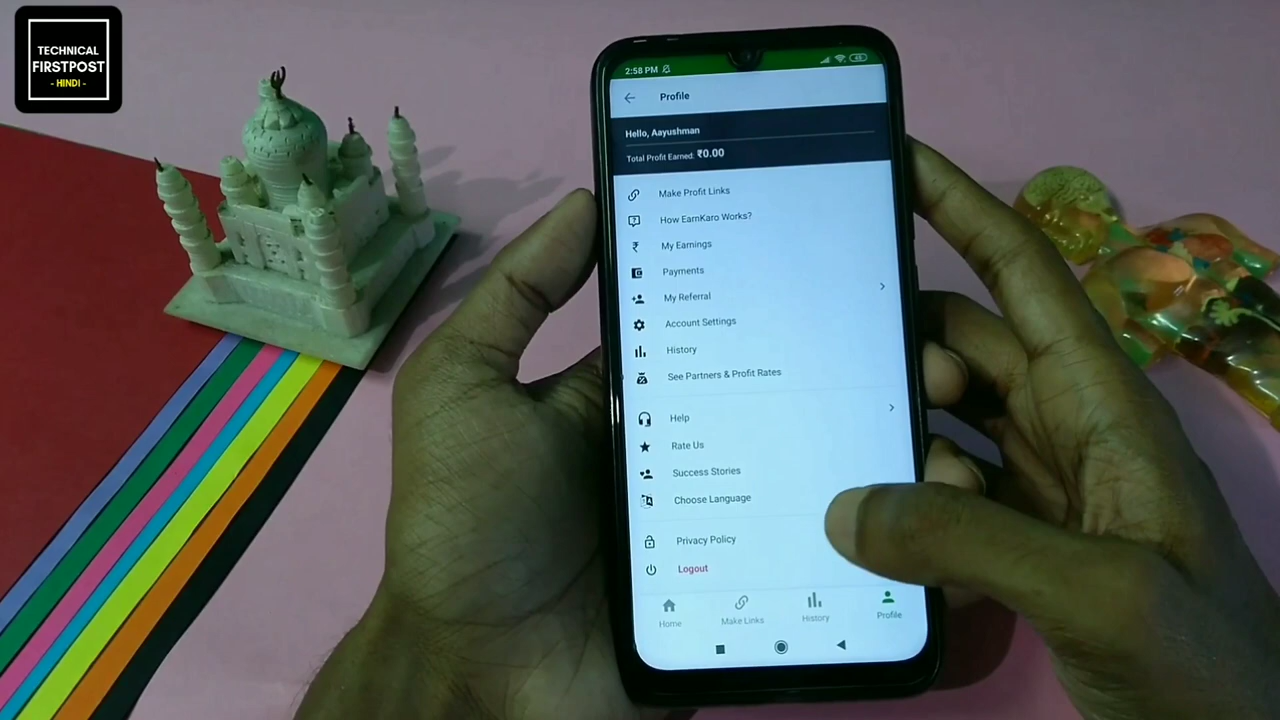 TECHNICAL
FIRSTPOST
- HINDI -
2:58 PM
48
Profile
Hello, Aayushman
Total Profit Earned: ₹0.00
Make Profit Links
How EarnKaro Works?
My Earnings
Payments
My Referral
Account Settings
History
See Partners & Profit Rates
Help
Rate Us
Success Stories
Choose Language
Privacy Policy
Logout
Home
Make Links
History
Profile